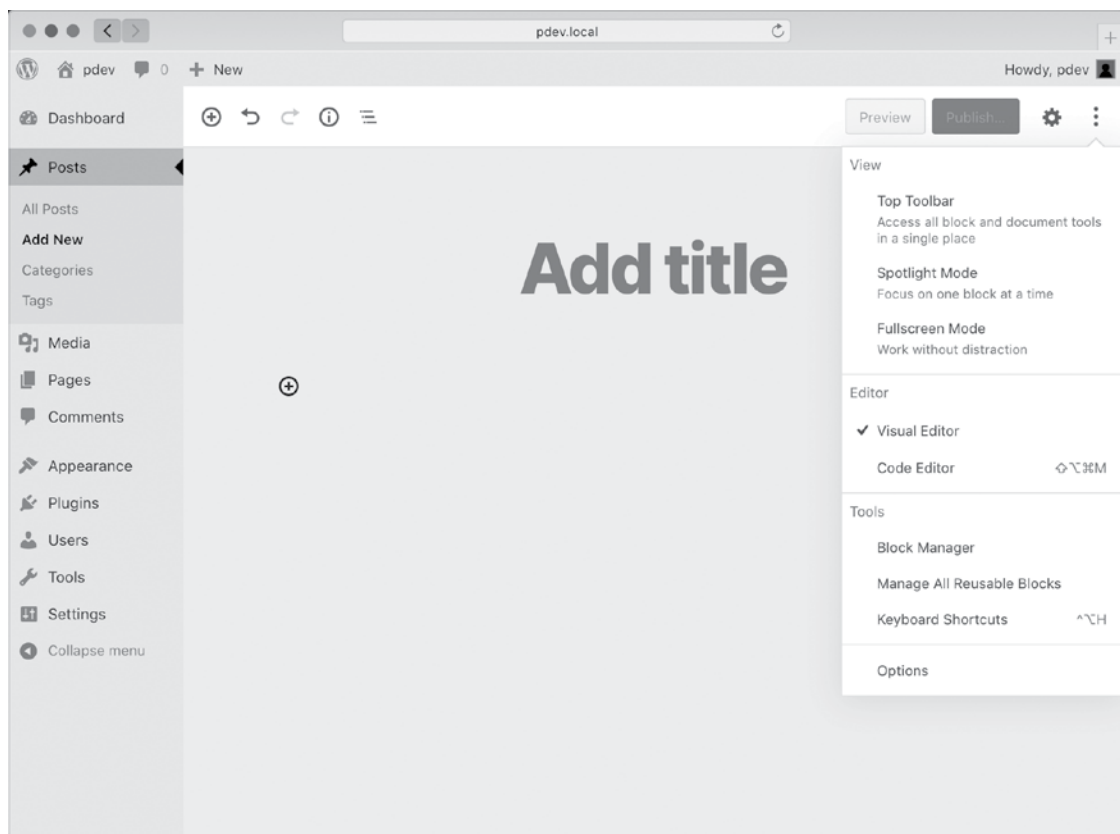 pdev.local
pdev
0
New
Howdy, pdev
Dashboard
Posts
All Posts
Add New
Categories
Tags
Media
Pages
Comments
Appearance
Plugins
Users
Tools
Settings
Collapse menu
Preview
Publish...
Add title
View
Top Toolbar
Access all block and document tools
in a single place
Spotlight Mode
Focus on one block at a time
Fullscreen Mode
Work without distraction
Editor
Visual Editor
Code Editor ⇧⌥⌘M
Tools
Block Manager
Manage All Reusable Blocks
Keyboard Shortcuts ^⌥H
Options